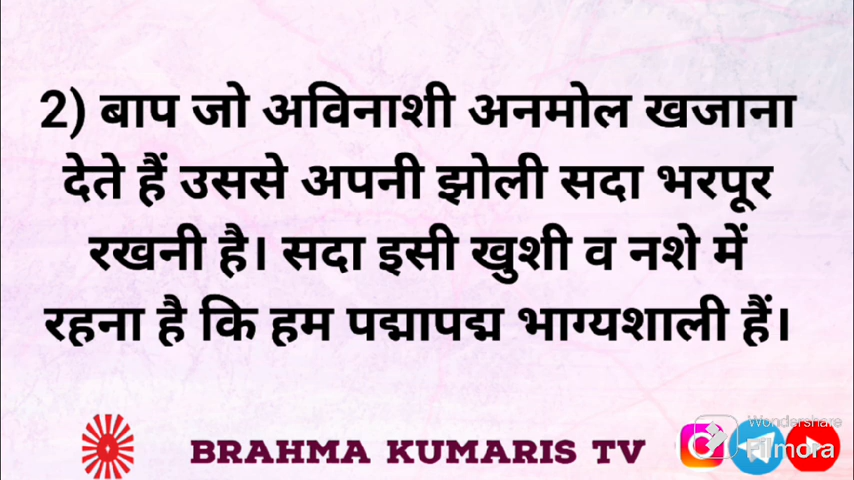 2) बाप जो अविनाशी अनमोल खजाना
देते हैं उससे अपनी झोली सदा भरपूर
रखनी है। सदा इसी खुशी व नशे में
रहना है कि हम पद्मापद्म भाग्यशाली हैं।
BRAHMA KUMARIS TV
Wondershare
Filmora